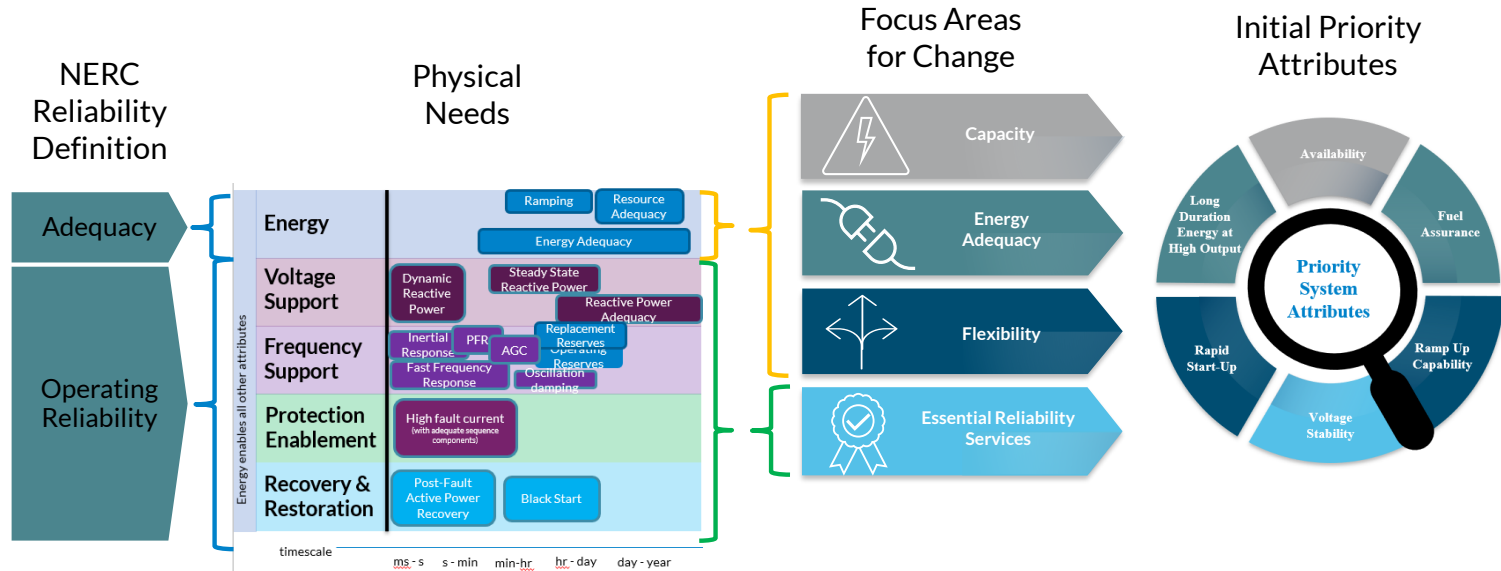 NERC
Reliability
Definition
Physical
Needs
Focus Areas
for Change
Initial Priority
Attributes
Adequacy
Operating
Reliability
Energy enables all other attributes
Energy
Ramping
Resource
Adequacy
Energy Adequacy
Voltage
Support
Dynamic
Reactive
Power
Steady State
Reactive Power
Reactive Power
Adequacy
Frequency
Support
Inertial
Response
PFR
AGC
Replacement
Reserves
Operating
Reserves
Fast Frequency
Response
Oscillation
damping
Protection
Enablement
High fault current
(with adequate sequence
components)
Recovery &
Restoration
Post-Fault
Active Power
Recovery
Black Start
timescale
ms - s
s - min
min-hr
hr - day
day - year
Capacity
Energy
Adequacy
Flexibility
Essential Reliability
Services
Availability
Fuel
Assurance
Ramp Up
Capability
Voltage
Stability
Rapid
Start-Up
Long
Duration
Energy at
High Output
Priority
System
Attributes